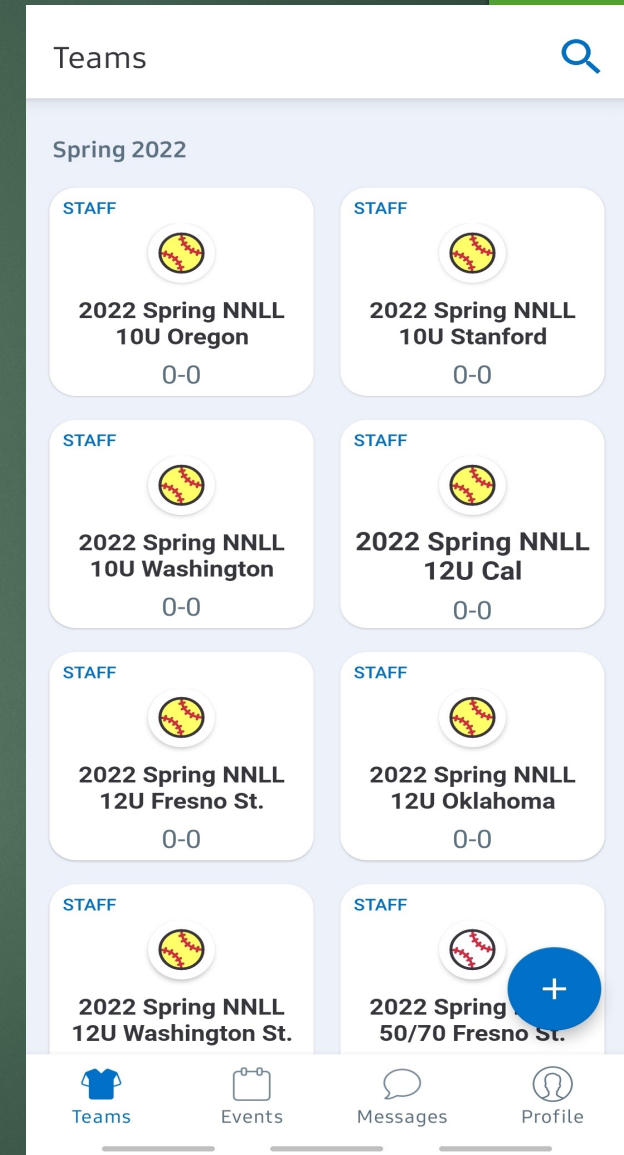 Teams
Spring 2022
STAFF
2022 Spring NNLL
10U Oregon
0-0
STAFF
2022 Spring NNLL
10U Stanford
0-0
STAFF
2022 Spring NNLL
10U Washington
0-0
STAFF
2022 Spring NNLL
12U Cal
0-0
STAFF
2022 Spring NNLL
12U Fresno St.
0-0
STAFF
2022 Spring NNLL
12U Oklahoma
0-0
STAFF
2022 Spring NNLL
12U Washington St.
STAFF
2022 Spring
50/70 Fresno St.
Teams
Events
Messages
Profile